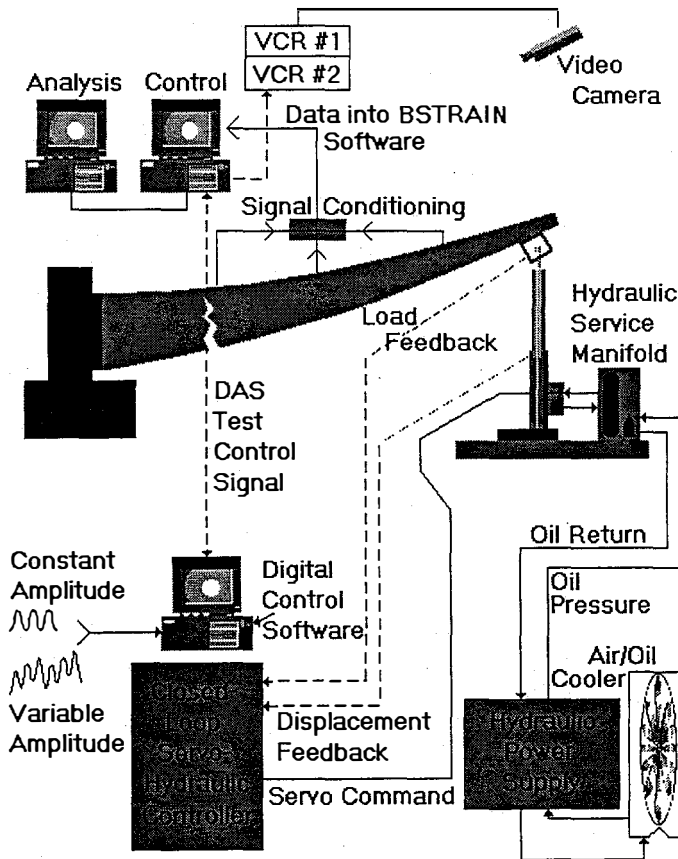 VCR #1
VCR #2
Video
Camera
Analysis
Control
Data into BSTRAIN
Software
Signal Conditioning
Load
Feedback
Hydraulic
Service
Manifold
DAS
Test
Control
Signal
Oil Return
Oil
Pressure
Constant
Amplitude
Digital
Control
Software
Air/Oil
Cooler
Variable
Amplitude
Closed
Loop
Servo
Hydraulic
Controller
Displacement
Feedback
Servo Command
Hydraulic
Power
Supply